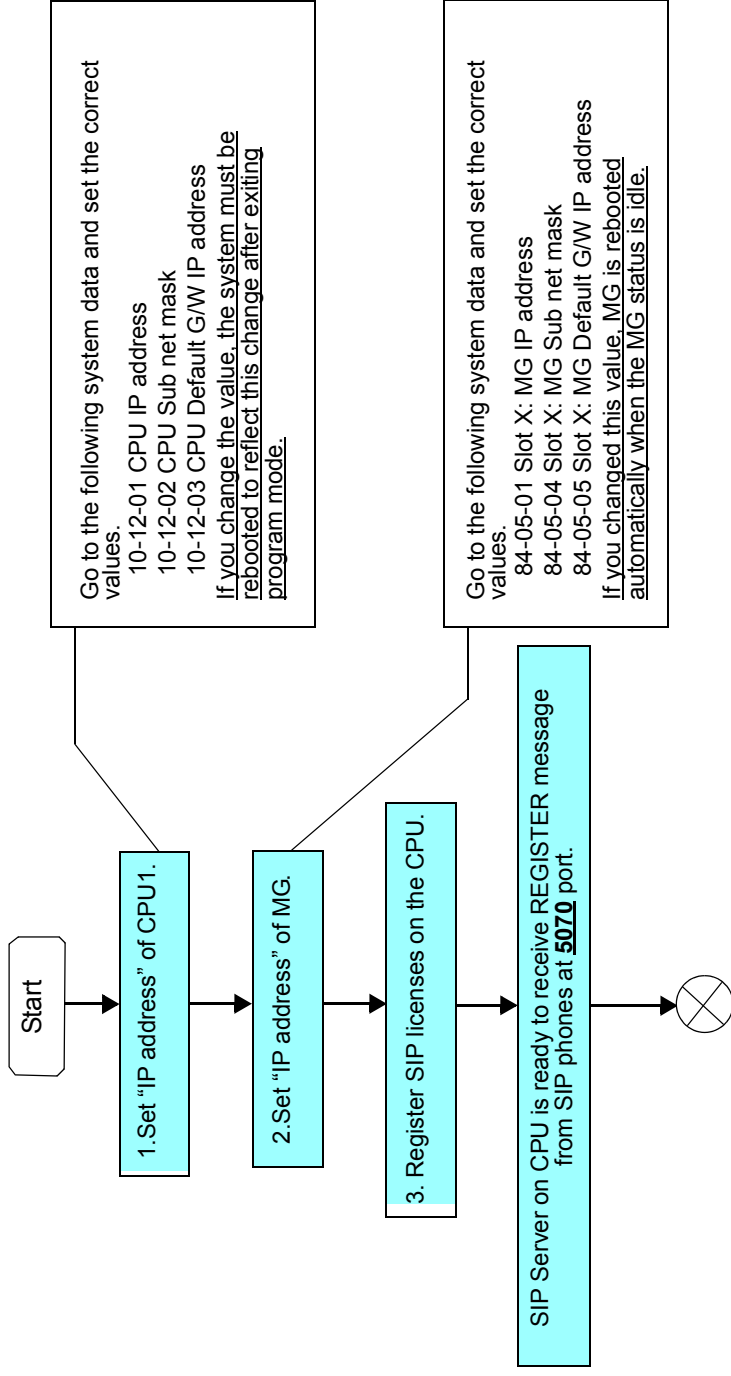 Start
1.Set “IP address” of CPU1.
Go to the following system data and set the correct
values.
10-12-01 CPU IP address
10-12-02 CPU Sub net mask
10-12-03 CPU Default G/W IP address
If you change the value, the system must be
rebooted to reflect this change after exiting
program mode.
2.Set “IP address” of MG.
Go to the following system data and set the correct
values.
84-05-01 Slot X: MG IP address
84-05-04 Slot X: MG Sub net mask
84-05-05 Slot X: MG Default G/W IP address
If you changed this value, MG is rebooted
automatically when the MG status is idle.
3. Register SIP licenses on the CPU.
SIP Server on CPU is ready to receive REGISTER message
from SIP phones at 5070 port.